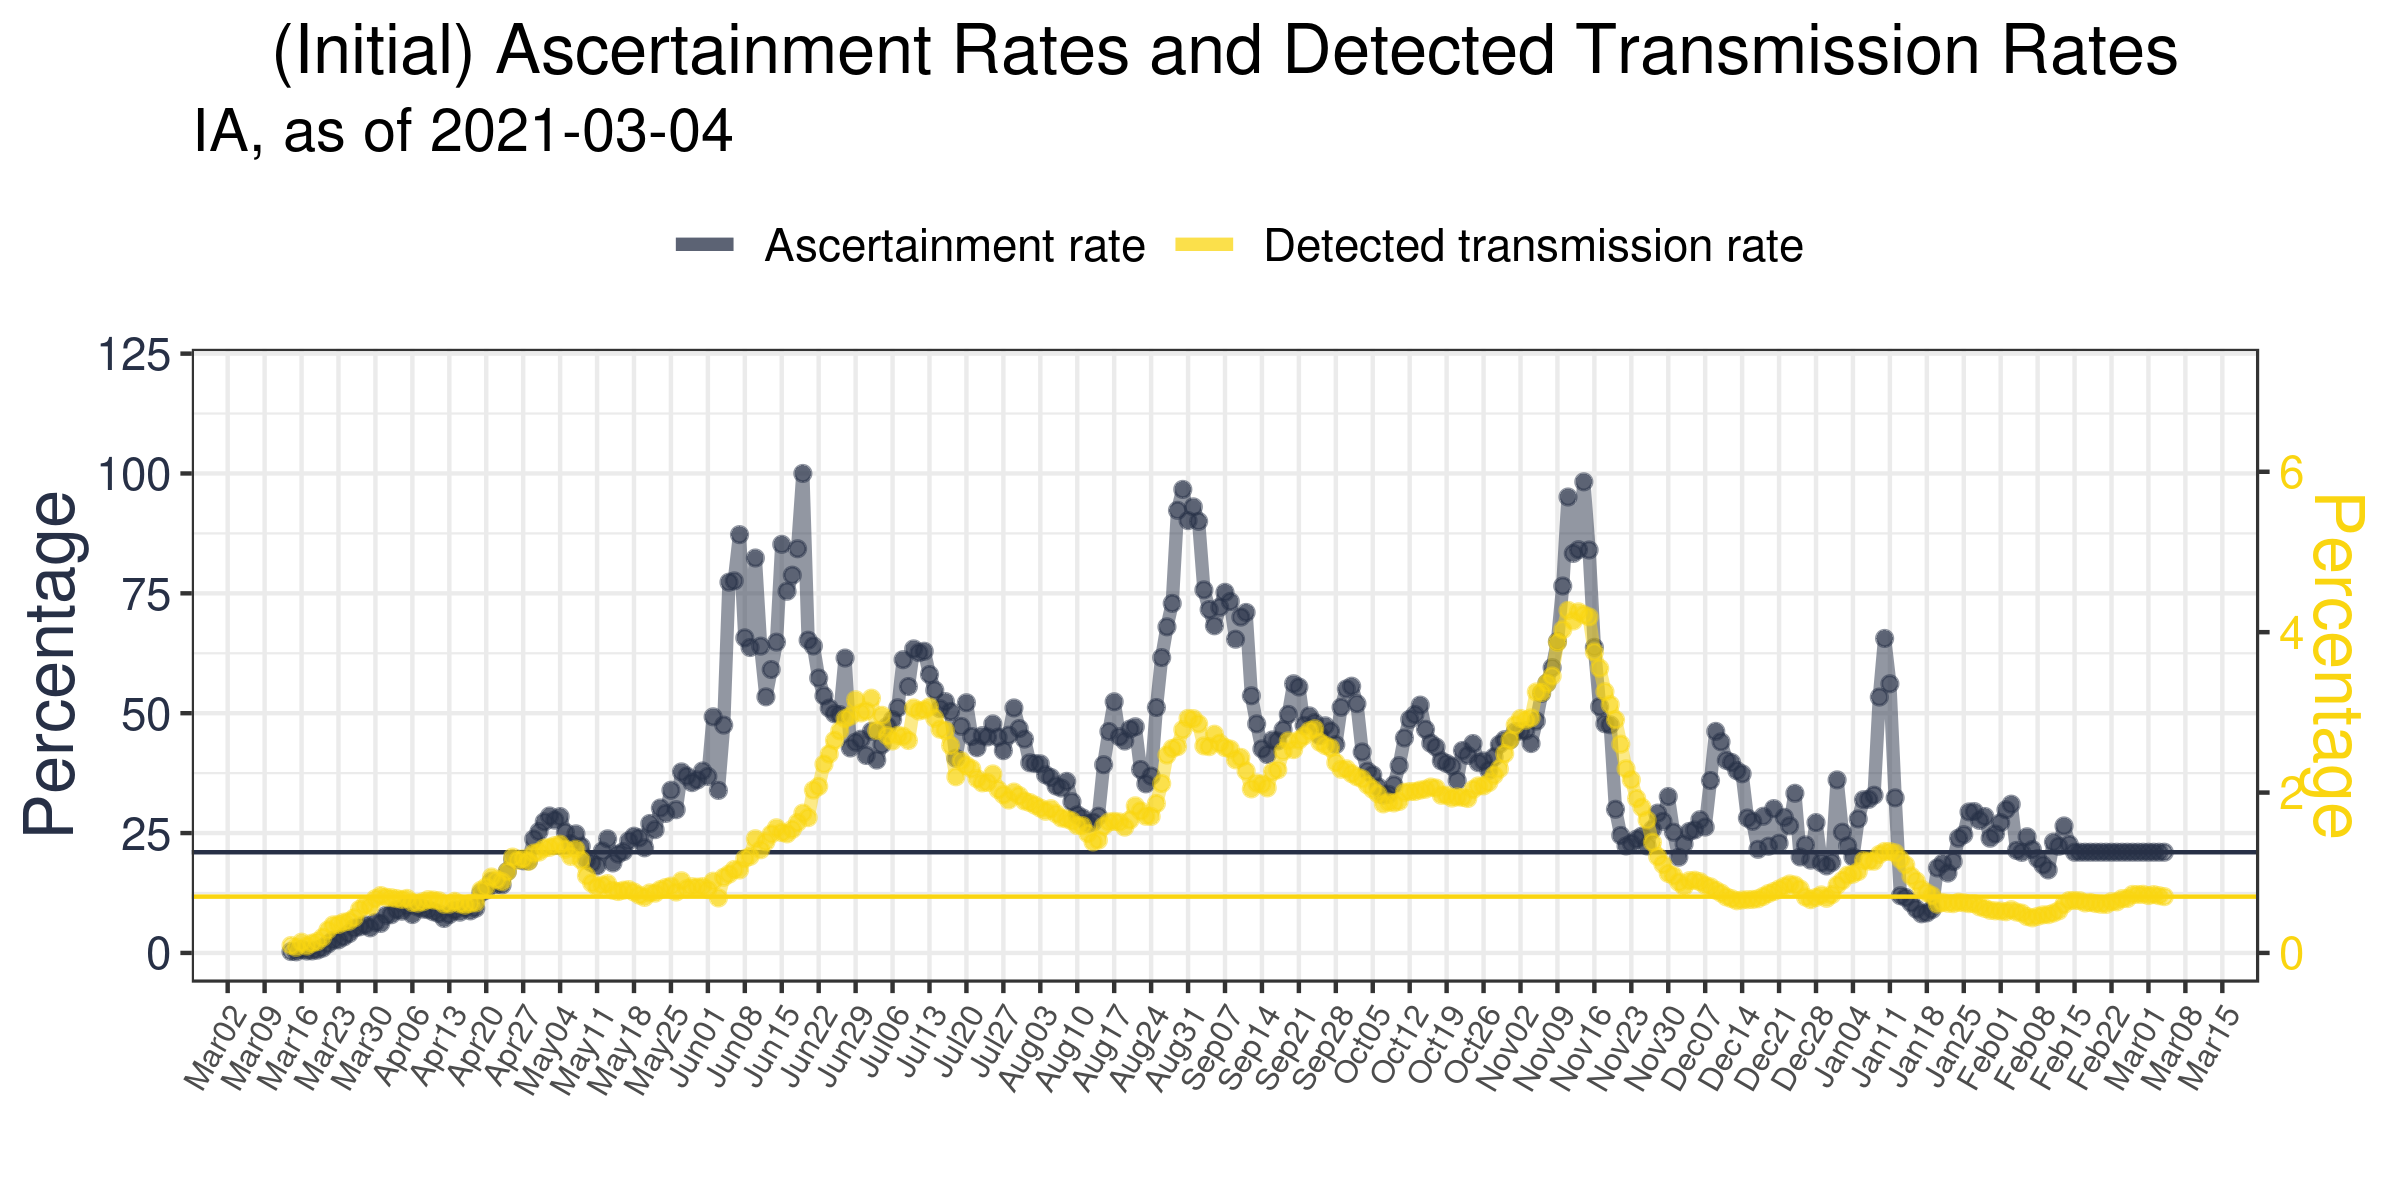 (Initial) Ascertainment Rates and Detected Transmission Rates
IA, as of 2021-03-04
Ascertainment rate
Detected transmission rate
125
100
75
50
25
0
Percentage
6
4
2
0
Percentage
Mar02
Mar09
Mar16
Mar23
Mar30
Apr06
Apr13
Apr20
Apr27
May04
May11
May18
May25
Jun01
Jun08
Jun15
Jun22
Jun29
Jul06
Jul13
Jul20
Jul27
Aug03
Aug10
Aug17
Aug24
Aug31
Sep07
Sep14
Sep21
Sep28
Oct05
Oct12
Oct19
Oct26
Nov02
Nov09
Nov16
Nov23
Nov30
Dec07
Dec14
Dec21
Dec28
Jan04
Jan11
Jan18
Jan25
Feb01
Feb08
Feb15
Feb22
Mar01
Mar08
Mar15